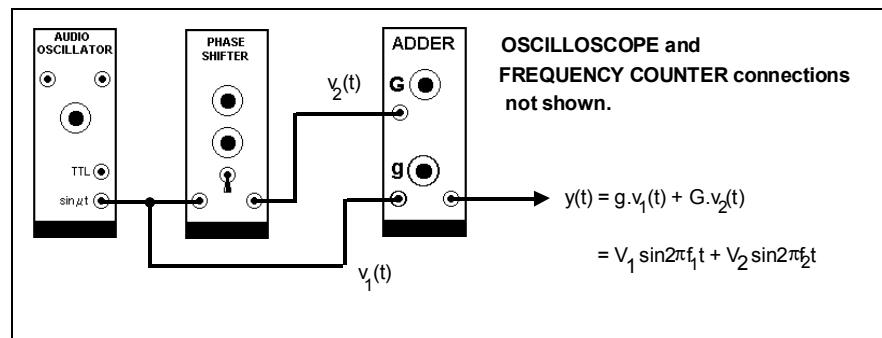 AUDIO
OSCILLATOR
TTL
sinμt
PHASE
SHIFTER
v2(t)
v1(t)
ADDER
G
g
OSCILLOSCOPE and
FREQUENCY COUNTER connections
not shown.
y(t) = g.v1(t) + G.v2(t)
= V1 sin2πf1t + V2 sin2πf2t